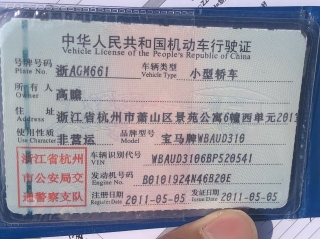 中华人民共和国机动车行驶证
Vehicle License of the People's Republic of China
号牌号码 浙AGM661 车辆类型 小型轿车
Plate No. Vehicle Type
所有人 高瞻
Owner
住址 浙江省杭州市萧山区景苑公寓6幢西单元201
Address
使用性质 非营运 品牌型号 宝马牌WBAUD310
Use Character Model
浙江省杭州市公安局交通警察支队
车辆识别代号 WBAUD3106BPS20541
VIN
发动机号码 B0101924N46B20E
Engine No.
注册日期 2011-05-05 发证日期 2011-05-05
Register Date Issue Date